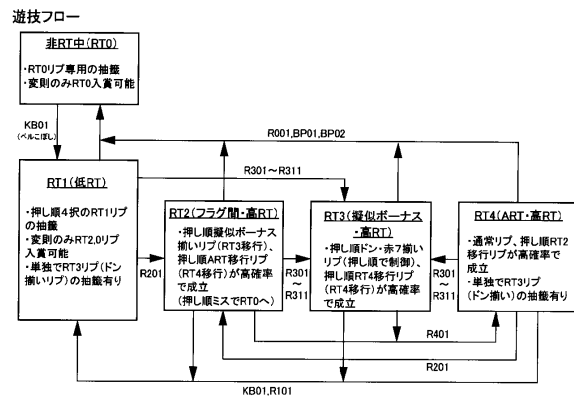 遊技フロー
非RT中(RT0)
・RT0リプ専用の抽籤
・変則のみRT0入賞可能
KB01
(ベルこぼし)
R001,BP01,BP02
R301～R311
RT1(低RT)
・押し順４択のRT1リプ
の抽籤
・変則のみRT2,0リプ
入賞可能
・単独でRT3リプ(ドン
揃いリプ)の抽籤有り
R201
RT2(フラグ間・高RT)
・押し順擬似ボーナス
揃いリプ(RT3移行)、
押し順ART移行リプ
(RT4移行)が高確率で
成立
(押し順ミスでRT0へ)
R301
～
R311
RT3(擬似ボーナス
・高RT)
・押し順ドン・赤７揃い
リプ(押し順で制御)、
押し順RT4移行リプ
(RT4移行)が高確率
で成立
R301
～
R311
RT4(ART・高RT)
・通常リプ、押し順RT2
移行リプが高確率で
成立
・単独でRT3リプ
(ドン揃い)の抽籤有り
R401
R201
KB01,R101